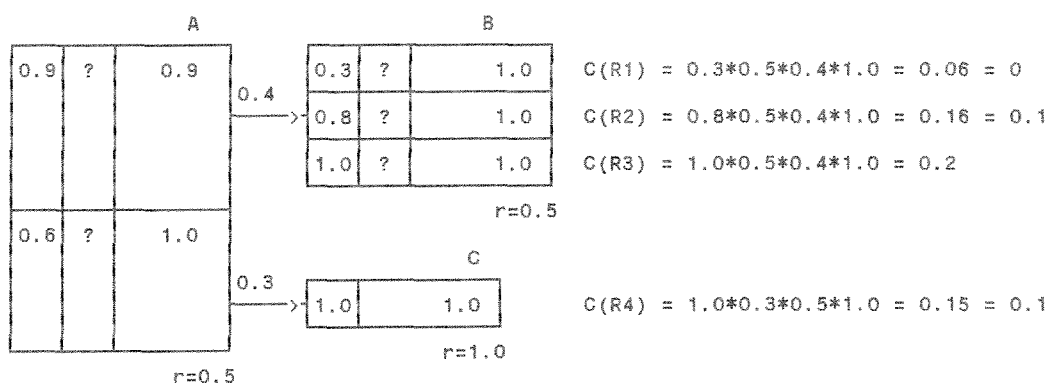 A B
0.9 ? 0.9 0.3 ? 1.0 C(R1) = 0.3*0.5*0.4*1.0 = 0.06 = 0
0.4
0.8 ? 1.0 C(R2) = 0.8*0.5*0.4*1.0 = 0.16 = 0.1
1.0 ? 1.0 C(R3) = 1.0*0.5*0.4*1.0 = 0.2
r=0.5
0.6 ? 1.0
C
0.3
1.0 1.0 C(R4) = 1.0*0.3*0.5*1.0 = 0.15 = 0.1
r=1.0
r=0.5